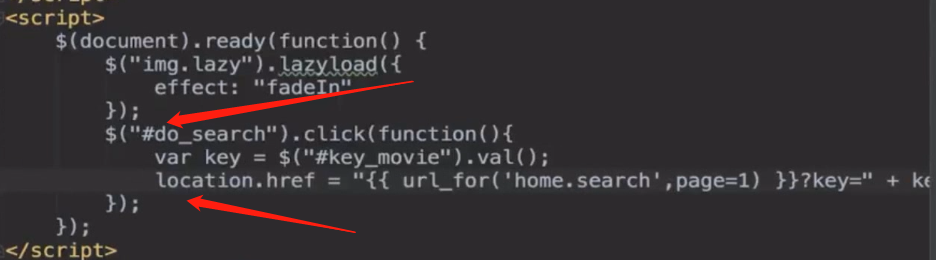 <script>
$(document).ready(function() {
$("img.lazy").lazyload({
effect: "fadeIn"
});
$("#do_search").click(function(){
var key = $("#key_movie").val();
location.href = "{{ url_for('home.search',page=1) }}?key=" + ke
});
});
</script>